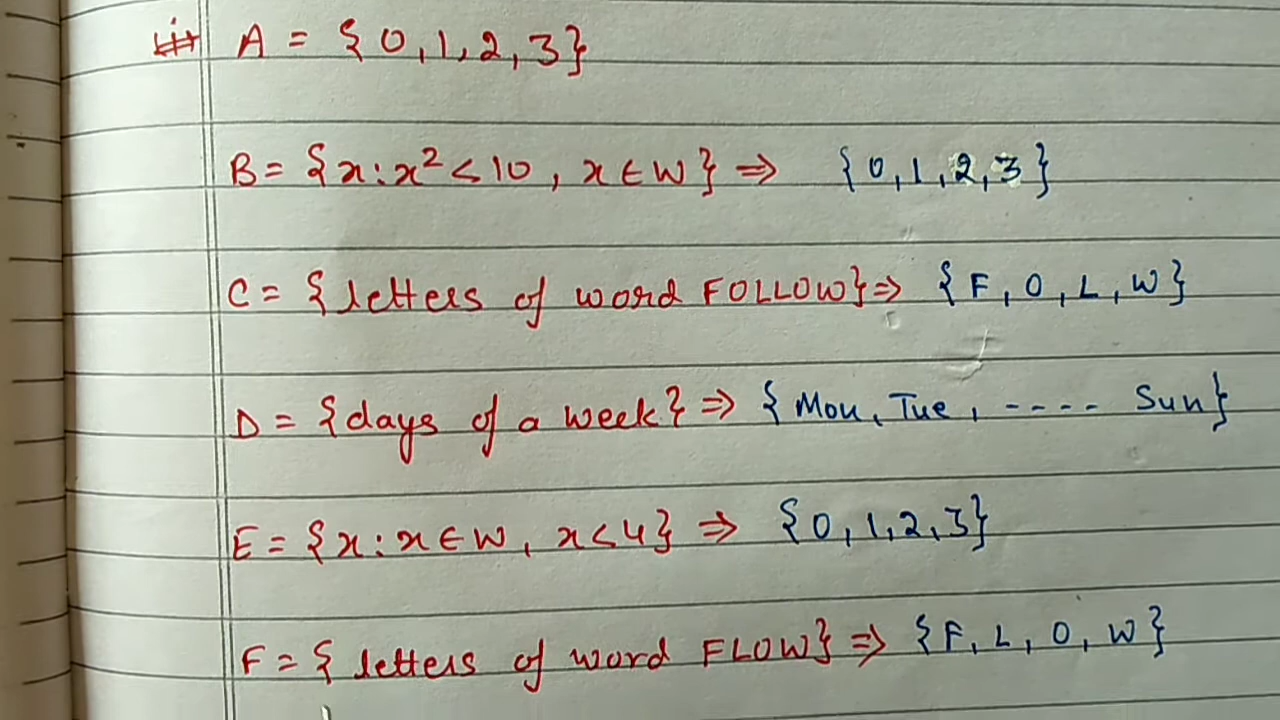 iii A = {0,1,2,3}
B = {x:x²<10, x∈W} ⇒ {0,1,2,3}
C = {letters of word FOLLOW} ⇒ {F,O,L,W}
D = {days of a week} ⇒ {Mon, Tue, ---- Sun}
E = {x:x∈W, x<4} ⇒ {0,1,2,3}
F = {letters of word FLOW} ⇒ {F,L,O,W}